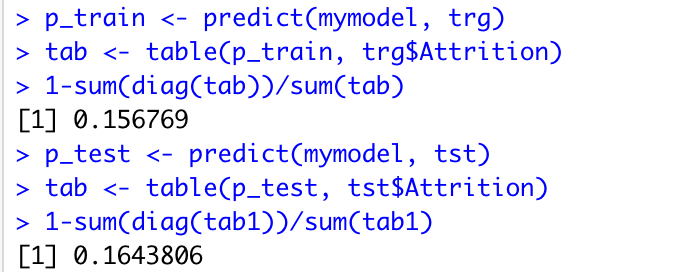 > p_train <- predict(mymodel, trg)
> tab <- table(p_train, trg$Attrition)
> 1-sum(diag(tab))/sum(tab)
[1] 0.156769
> p_test <- predict(mymodel, tst)
> tab <- table(p_test, tst$Attrition)
> 1-sum(diag(tab1))/sum(tab1)
[1] 0.1643806